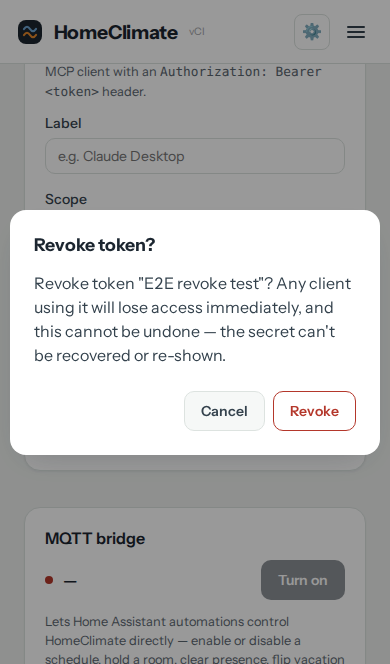 HomeClimate vCI
MCP client with an Authorization: Bearer
<token> header.
Label
e.g. Claude Desktop
Scope
Revoke token?
Revoke token "E2E revoke test"? Any client
using it will lose access immediately, and
this cannot be undone — the secret can't
be recovered or re-shown.
Cancel Revoke
MQTT bridge
— Turn on
Lets Home Assistant automations control
HomeClimate directly — enable or disable a
schedule, hold a room, clear presence, flip vacation